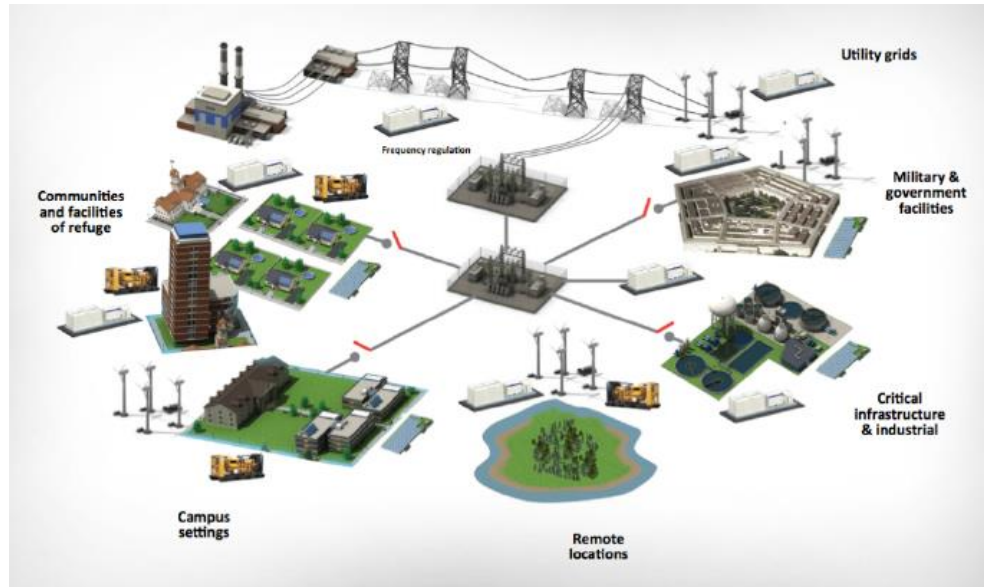 Utility grids
Frequency regulation
Communities
and facilities
of refuge
Military &
government
facilities
Critical
infrastructure
& industrial
Campus
settings
Remote
locations